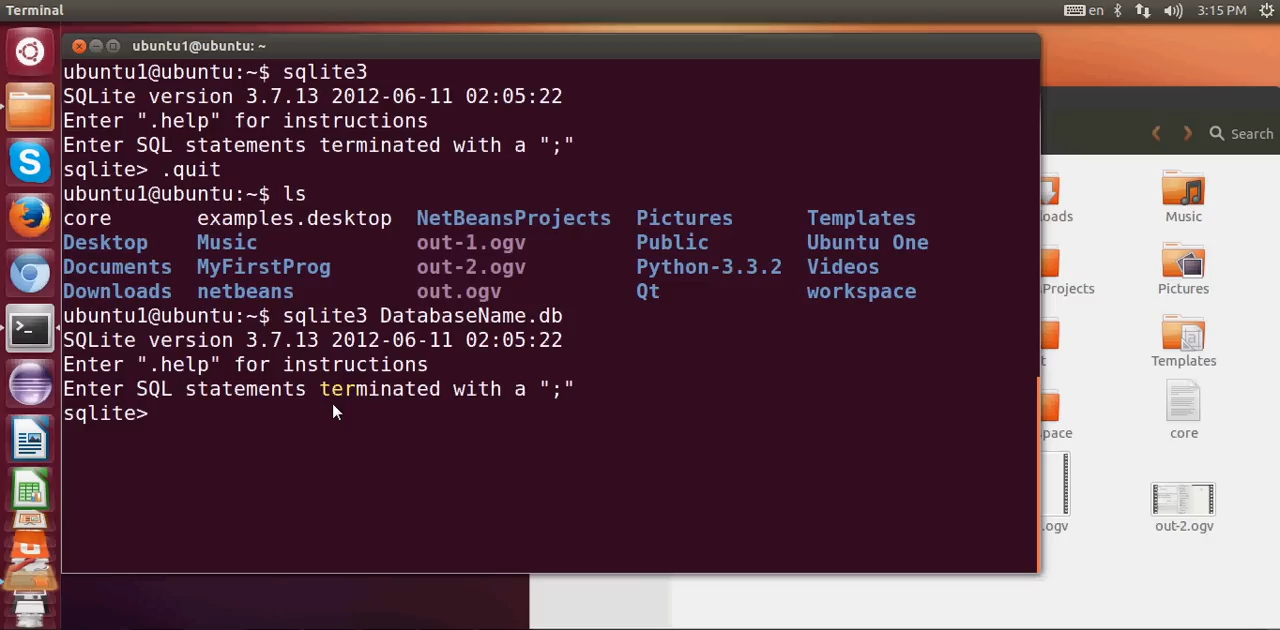 Terminal
en
3:15 PM
ubuntu1@ubuntu: ~
ubuntu1@ubuntu:~$ sqlite3
SQLite version 3.7.13 2012-06-11 02:05:22
Enter ".help" for instructions
Enter SQL statements terminated with a ";"
sqlite> .quit
ubuntu1@ubuntu:~$ ls
core examples.desktop NetBeansProjects Pictures Templates
Desktop Music out-1.ogv Public Ubuntu One
Documents MyFirstProg out-2.ogv Python-3.3.2 Videos
Downloads netbeans out.ogv Qt workspace
ubuntu1@ubuntu:~$ sqlite3 DatabaseName.db
SQLite version 3.7.13 2012-06-11 02:05:22
Enter ".help" for instructions
Enter SQL statements terminated with a ";"
sqlite>
Search
loads
Music
Projects
Pictures
t
Templates
pace
core
.ogv
out-2.ogv